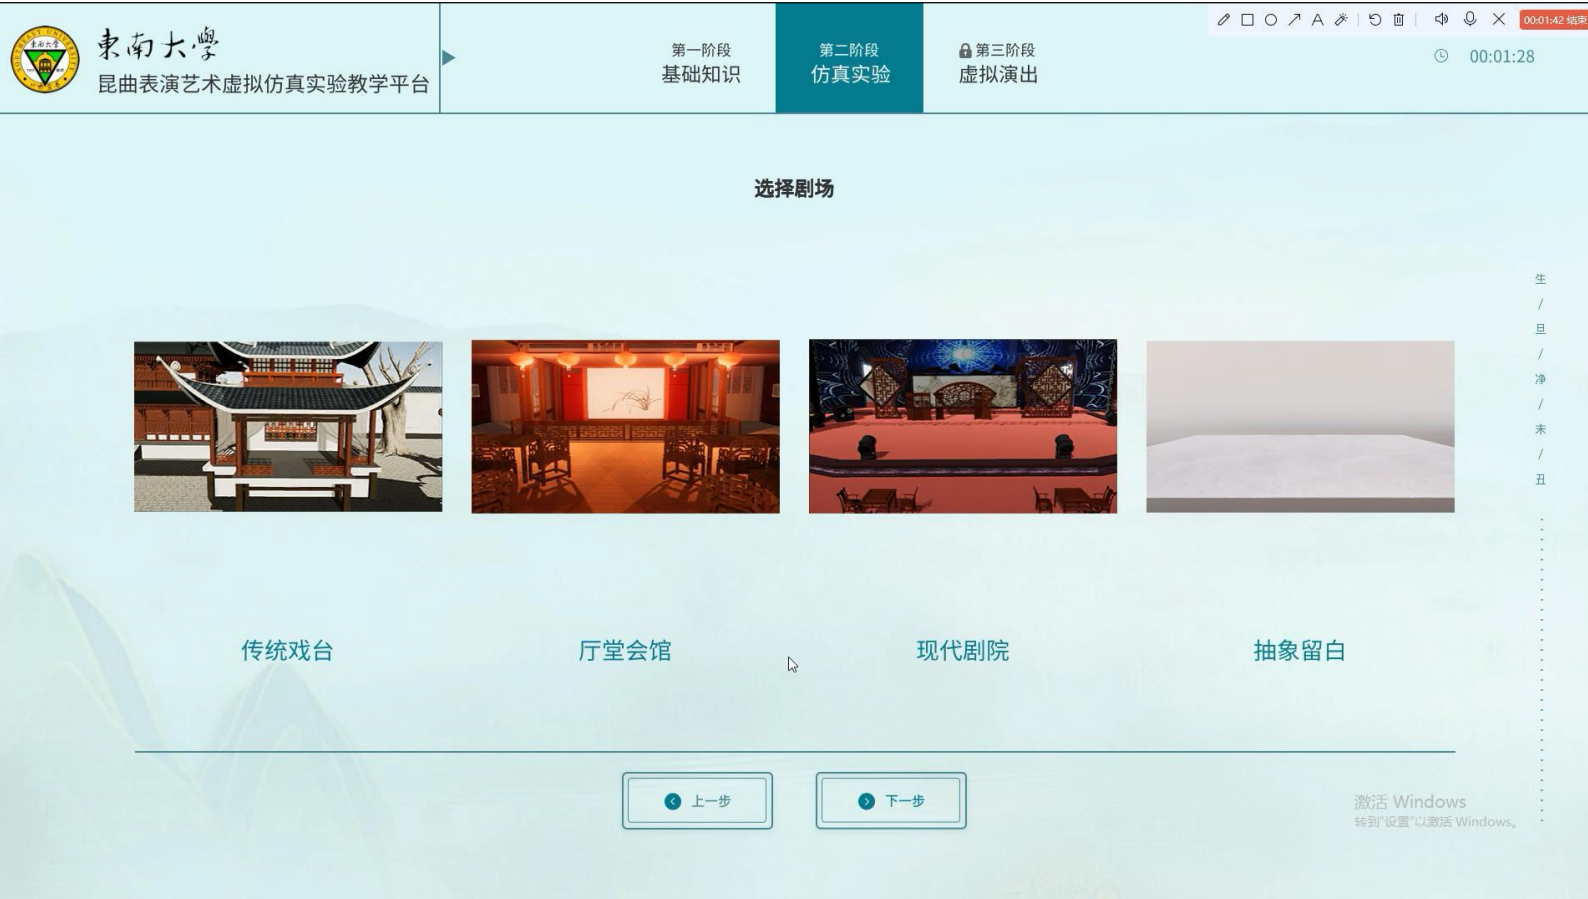 東南大學
昆曲表演艺术虚拟仿真实验教学平台
第一阶段
基础知识
第二阶段
仿真实验
第三阶段
虚拟演出
00:01:42 结束
00:01:28
选择剧场
生
/
旦
/
净
/
末
/
丑
传统戏台
厅堂会馆
现代剧院
抽象留白
上一步
下一步
激活 Windows
转到"设置"以激活 Windows。